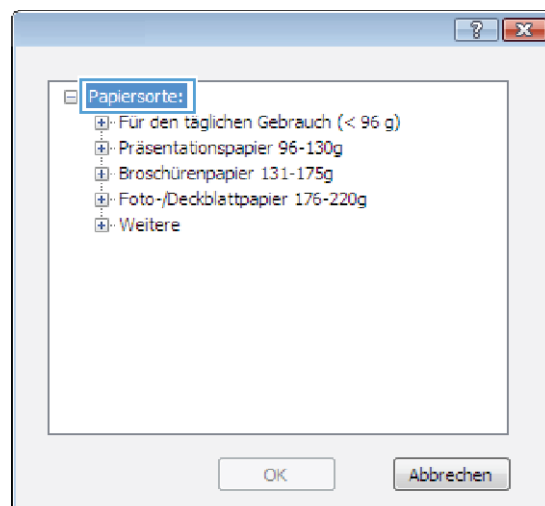 Papiersorte:
Für den täglichen Gebrauch (< 96 g)
Präsentationspapier 96-130g
Broschürenpapier 131-175g
Foto-/Deckblattpapier 176-220g
Weitere
OK
Abbrechen